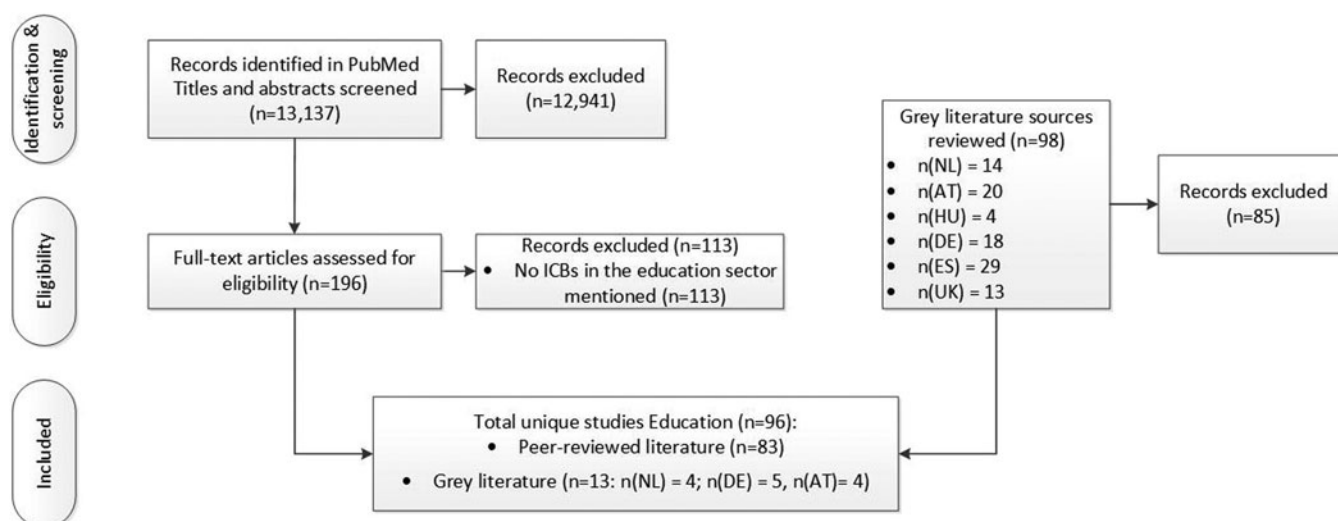 Identification &
screening
Records identified in PubMed
Titles and abstracts screened
(n=13,137)
Records excluded
(n=12,941)
Grey literature sources
reviewed (n=98)
• n(NL) = 14
• n(AT) = 20
• n(HU) = 4
• n(DE) = 18
• n(ES) = 29
• n(UK) = 13
Records excluded
(n=85)
Eligibility
Full-text articles assessed for
eligibility (n=196)
Records excluded (n=113)
• No ICBs in the education sector
mentioned (n=113)
Included
Total unique studies Education (n=96):
• Peer-reviewed literature (n=83)
• Grey literature (n=13: n(NL) = 4; n(DE) = 5, n(AT)= 4)